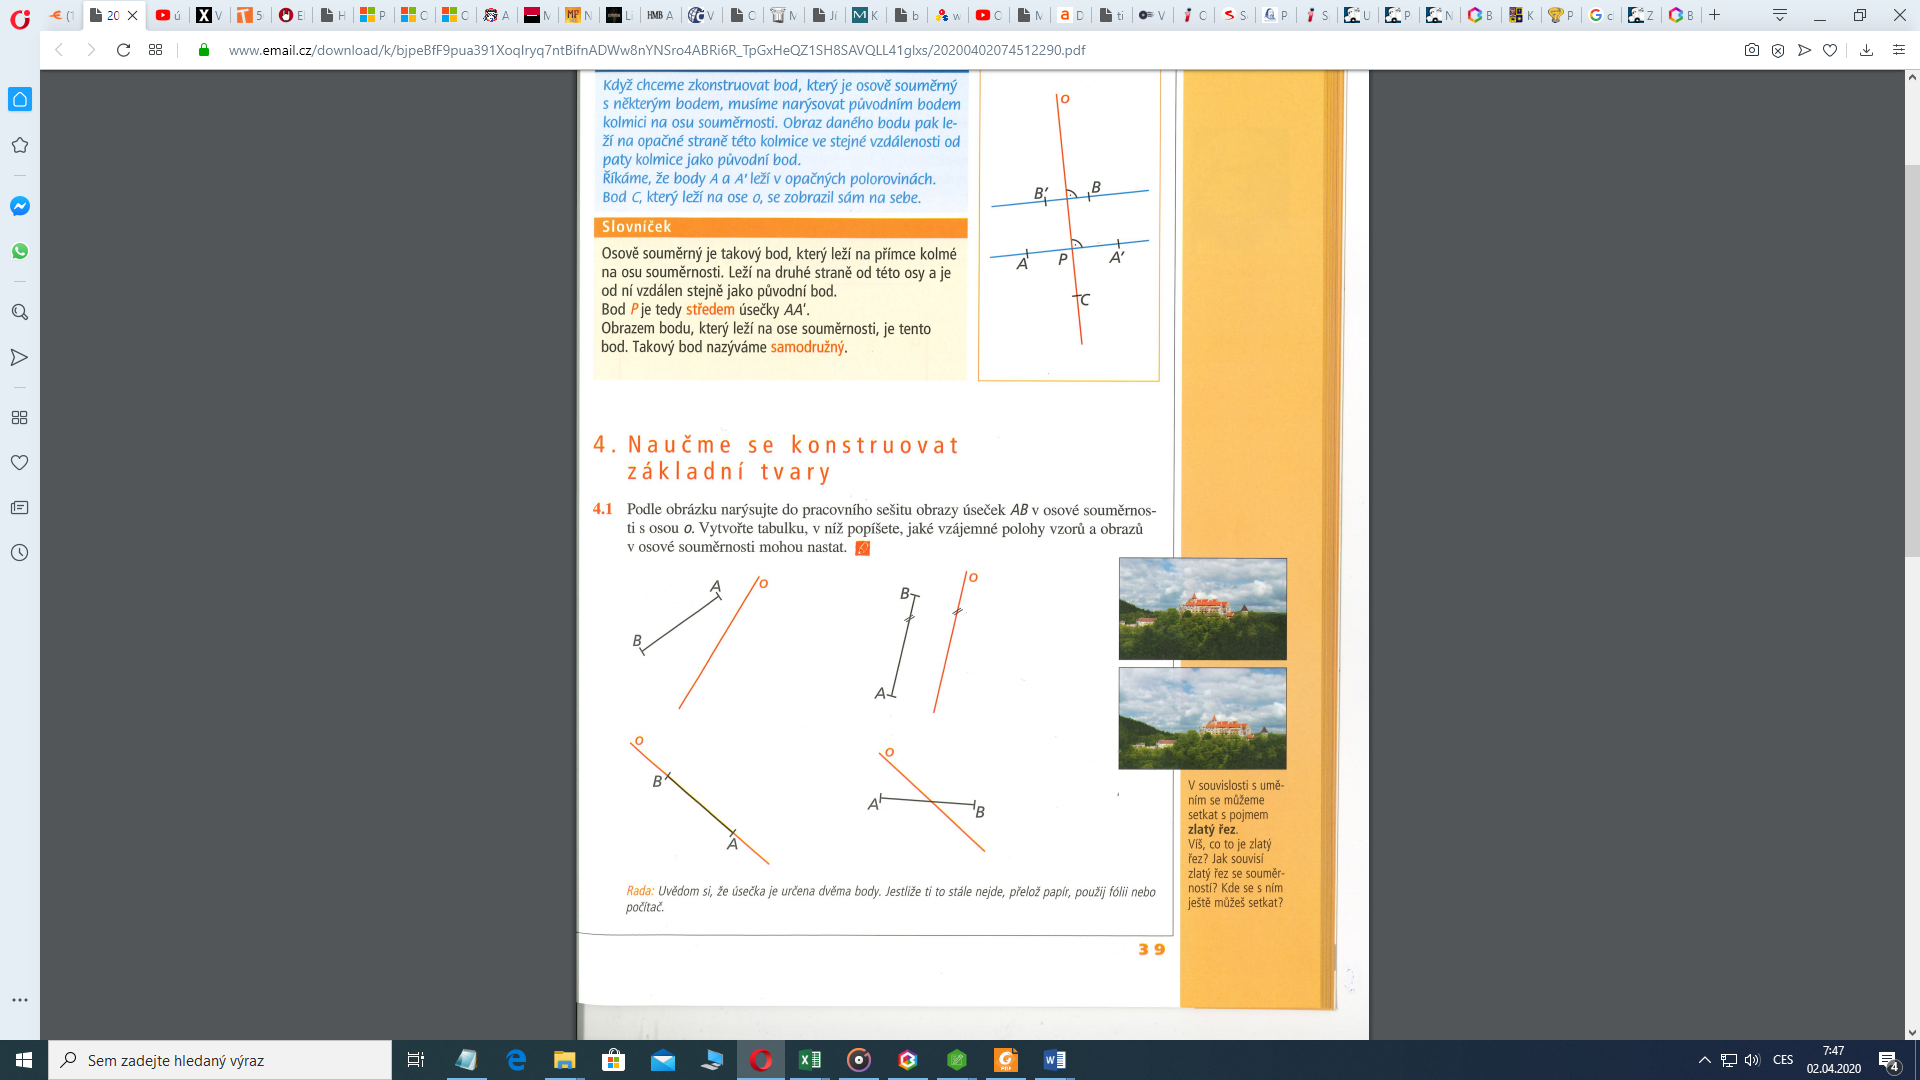 20
ú
V
5
El
H
P
C
C
A
M
N
Li
HMB A
V
C
M
Jí
K
b
w
C
M
D
ti
V
C
S
P
S
U
P
N
B
K
P
c
Z
B
www.email.cz/download/k/bjpeBfF9pua391XoqIryq7ntBifnADWw8nYNSro4ABRi6R_TpGxHeQZ1SH8SAVQLL41glxs/20200402074512290.pdf
Když chceme zkonstruovat bod, který je osově souměrný
s některým bodem, musíme narýsovat původním bodem
kolmici na osu souměrnosti. Obraz daného bodu pak le-
ží na opačné straně této kolmice ve stejné vzdálenosti od
paty kolmice jako původní bod.
Říkáme, že body A a A' leží v opačných polorovinách.
Bod C, který leží na ose o, se zobrazil sám na sebe.
Slovníček
Osově souměrný je takový bod, který leží na přímce kolmé
na osu souměrnosti. Leží na druhé straně od této osy a je
od ní vzdálen stejně jako původní bod.
Bod P je tedy středem úsečky AA'.
Obrazem bodu, který leží na ose souměrnosti, je tento
bod. Takový bod nazýváme samodružný.
o
B'
B
A
P
A'
C
4. Naučme se konstruovat
základní tvary
4.1 Podle obrázku narýsujte do pracovního sešitu obrazy úseček AB v osové souměrnos-
ti s osou o. Vytvořte tabulku, v níž popíšete, jaké vzájemné polohy vzorů a obrazů
v osové souměrnosti mohou nastat.
A
o
B
B
o
A
o
B
A
o
A
B
Rada: Uvědom si, že úsečka je určena dvěma body. Jestliže ti to stále nejde, přelož papír, použij fólii nebo
počítač.
V souvislosti s umě-
ním se můžeme
setkat s pojmem
zlatý řez.
Víš, co to je zlatý
řez? Jak souvisí
zlatý řez se souměr-
ností? Kde se s ním
ještě můžeš setkat?
39
Sem zadejte hledaný výraz
CES
7:47
02.04.2020
4